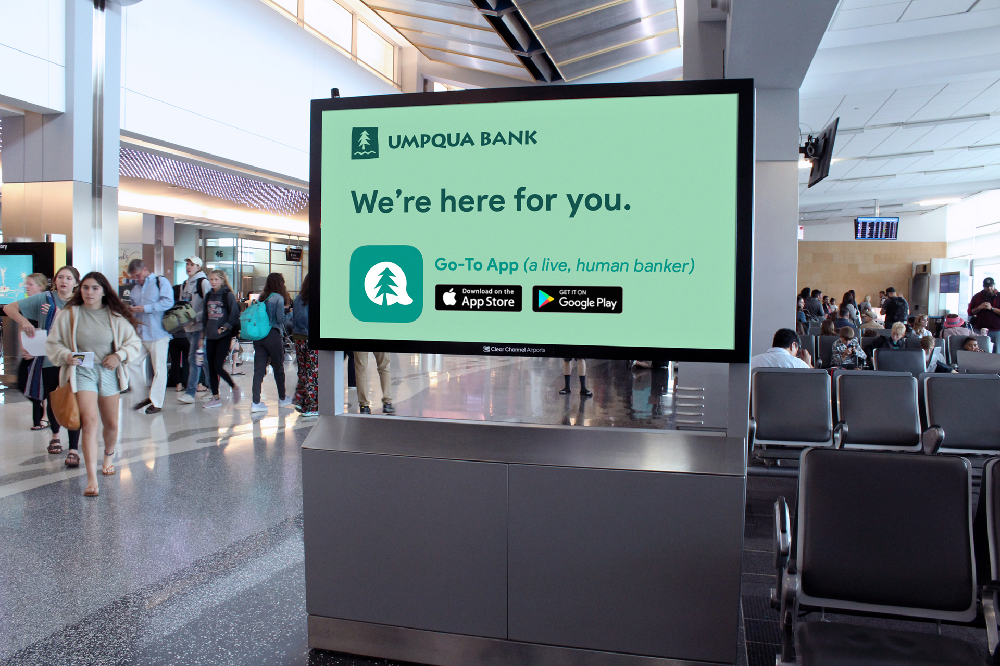 UMPQUA BANK
We're here for you.
Go-To App (a live, human banker)
Download on the
App Store
GET IT ON
Google Play
Clear Channel Airports
46